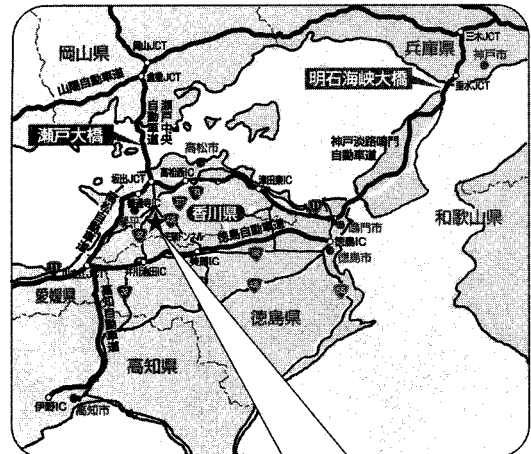 三木JCT
岡山県
兵庫県
神戸市
岡山JCT
倉敷JCT
山陽自動車道
明石海峡大橋
垂水JCT
瀬戸中央
自動車道
瀬戸大橋
神戸淡路鳴門
自動車道
高松市
坂出JCT
高松西IC
津田東IC
11
香川県
和歌山県
鳴門市
徳島自動車道
徳島IC
徳島市
井川池田IC
11
愛媛県
高知自動車道
55
徳島県
高知県
伊野IC
高知市